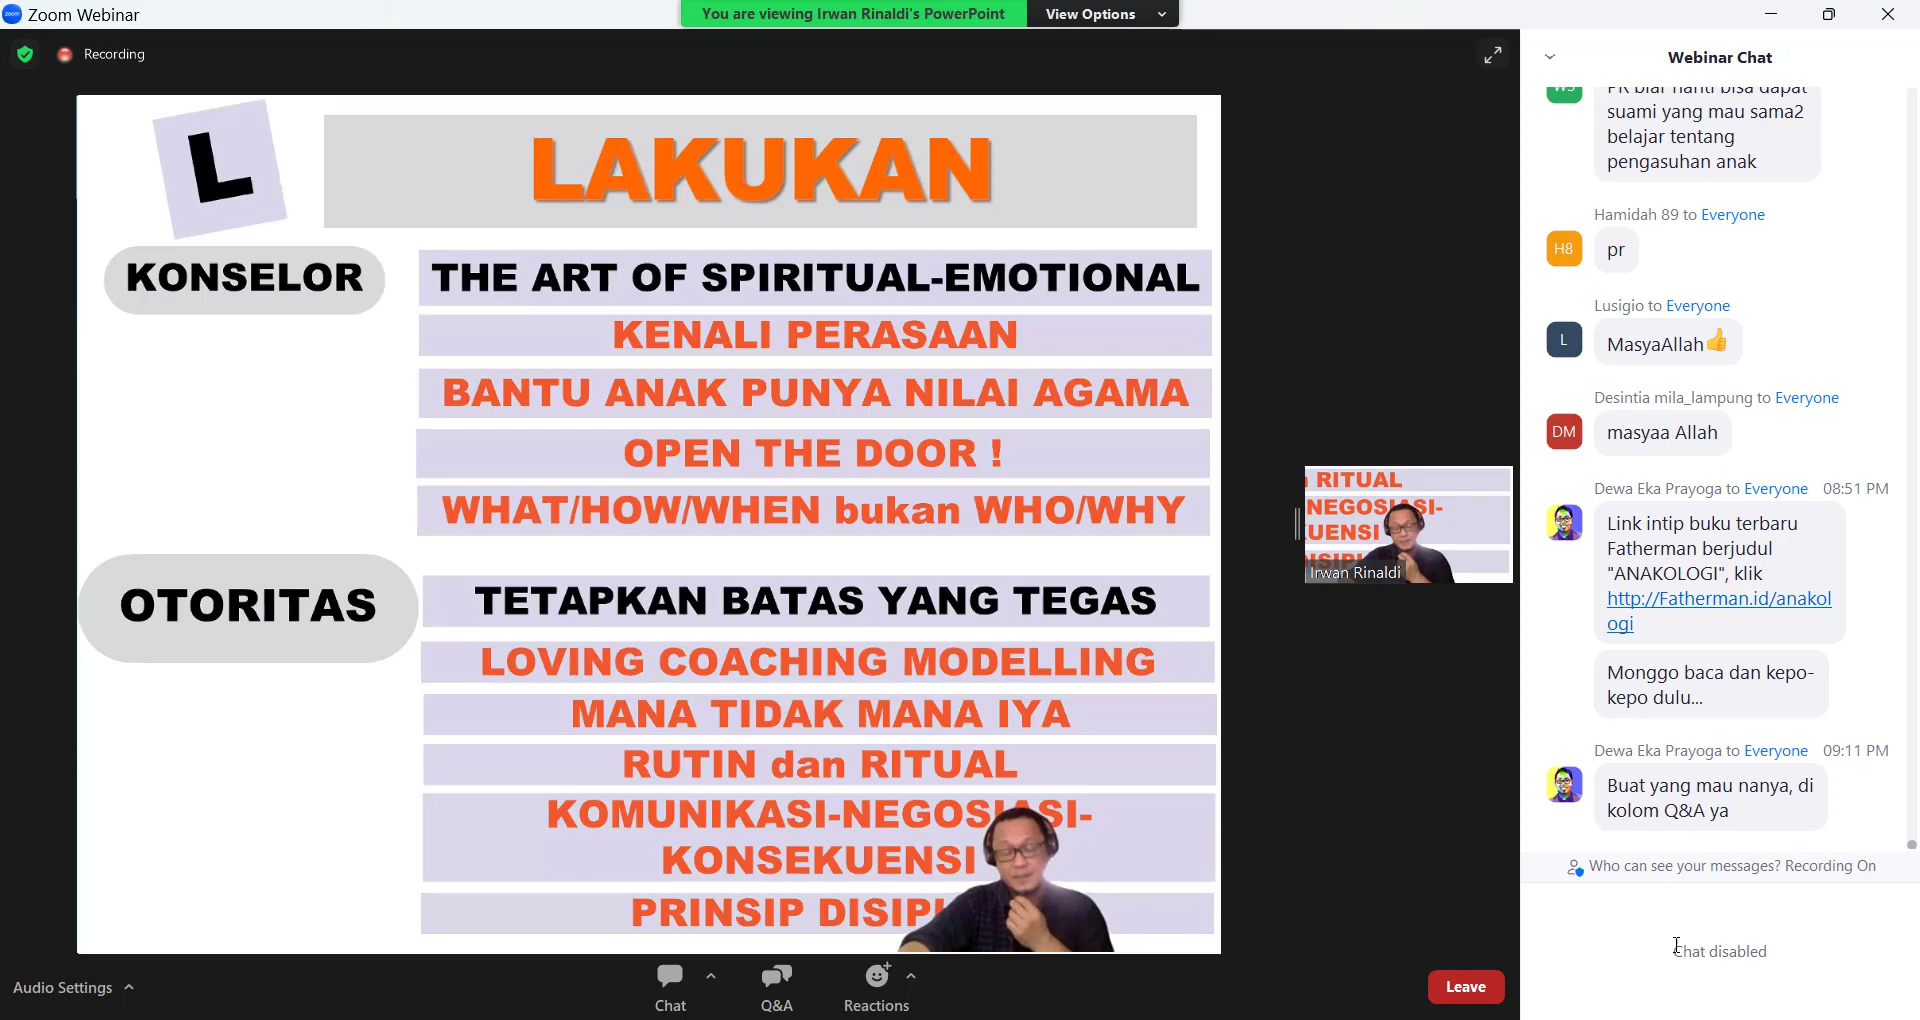 Zoom Webinar
You are viewing Irwan Rinaldi's PowerPoint
View Options
Recording
L
LAKUKAN
KONSELOR
THE ART OF SPIRITUAL-EMOTIONAL
KENALI PERASAAN
BANTU ANAK PUNYA NILAI AGAMA
OPEN THE DOOR !
WHAT/HOW/WHEN bukan WHO/WHY
OTORITAS
TETAPKAN BATAS YANG TEGAS
LOVING COACHING MODELLING
MANA TIDAK MANA IYA
RUTIN dan RITUAL
KOMUNIKASI-NEGOSIASI-
KONSEKUENSI
PRINSIP
RITUAL
Irwan Rinaldi
Webinar Chat
suami yang mau sama2
belajar tentang
pengasuhan anak
Hamidah 89 to Everyone
H8
pr
Lusigio to Everyone
L
MasyaAllah👍
Desintia mila_lampung to Everyone
DM
masyaa Allah
Dewa Eka Prayoga to Everyone 08:51 PM
Link intip buku terbaru
Fatherman berjudul
"ANAKOLOGI", klik
http://Fatherman.id/anakol
ogi
Monggo baca dan kepo-
kepo dulu...
Dewa Eka Prayoga to Everyone 09:11 PM
Buat yang mau nanya, di
kolom Q&A ya
Who can see your messages? Recording On
Chat disabled
Audio Settings
Chat
Q&A
Reactions
Leave